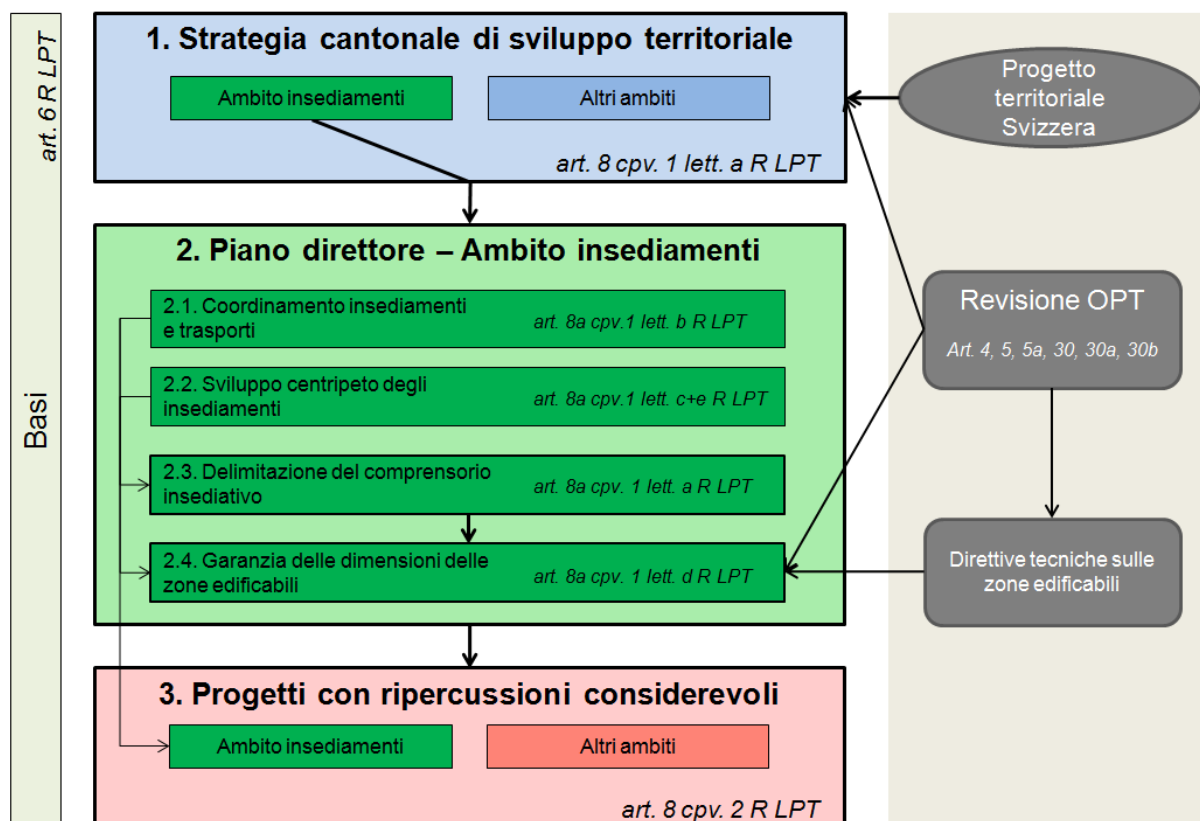 art. 6 R LPT
Basi
1. Strategia cantonale di sviluppo territoriale
Ambito insediamenti
Altri ambiti
art. 8 cpv. 1 lett. a R LPT
2. Piano direttore – Ambito insediamenti
2.1. Coordinamento insediamenti
e trasporti
art. 8a cpv.1 lett. b R LPT
2.2. Sviluppo centripeto degli
insediamenti
art. 8a cpv.1 lett. c+e R LPT
2.3. Delimitazione del comprensorio
insediativo
art. 8a cpv. 1 lett. a R LPT
2.4. Garanzia delle dimensioni delle
zone edificabili
art. 8a cpv. 1 lett. d R LPT
3. Progetti con ripercussioni considerevoli
Ambito insediamenti
Altri ambiti
art. 8 cpv. 2 R LPT
Progetto
territoriale
Svizzera
Revisione OPT
Art. 4, 5, 5a, 30, 30a, 30b
Direttive tecniche sulle
zone edificabili